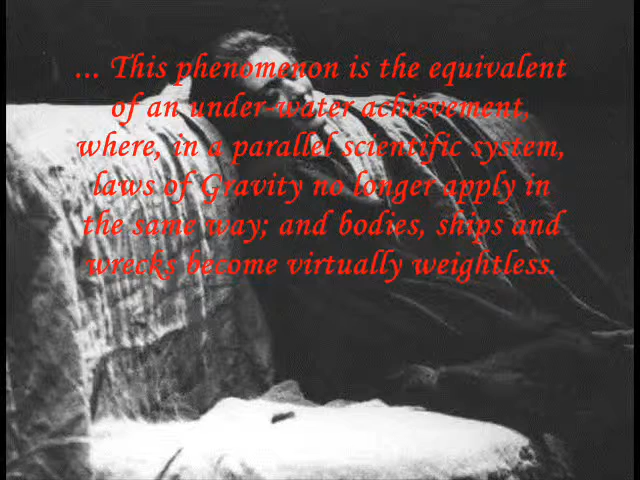 ... This phenomenon is the equivalent
of an under-water achievement,
where, in a parallel scientific system,
laws of Gravity no longer apply in
the same way; and bodies, ships and
wrecks become virtually weightless.